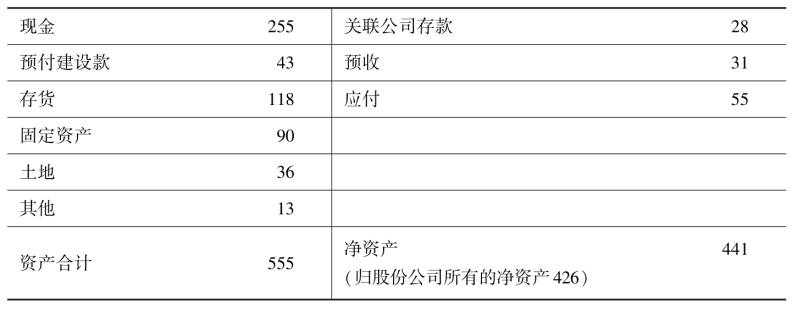 现金 255 关联公司存款 28
预付建设款 43 预收 31
存货 118 应付 55
固定资产 90
土地 36
其他 13
资产合计 555 净资产 441
(归股份公司所有的净资产 426)